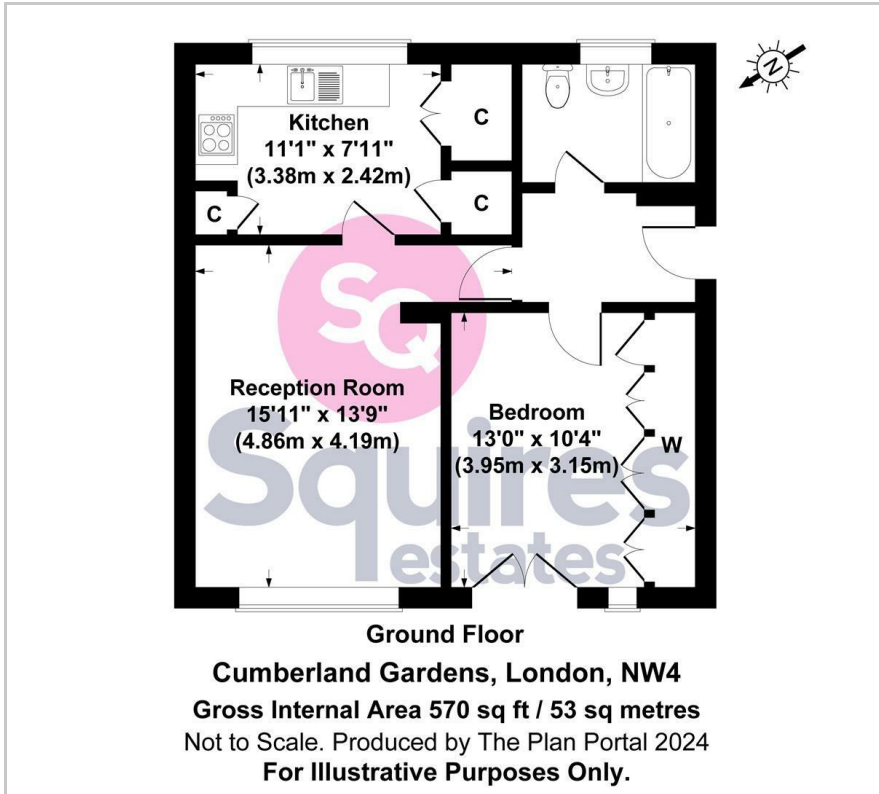 N
Kitchen
11'1" x 7'11"
(3.38m x 2.42m)
C
C
C
SQ
Reception Room
15'11" x 13'9"
(4.86m x 4.19m)
Bedroom
13'0" x 10'4"
(3.95m x 3.15m)
W
Squires
estates
Ground Floor
Cumberland Gardens, London, NW4
Gross Internal Area 570 sq ft / 53 sq metres
Not to Scale. Produced by The Plan Portal 2024
For Illustrative Purposes Only.